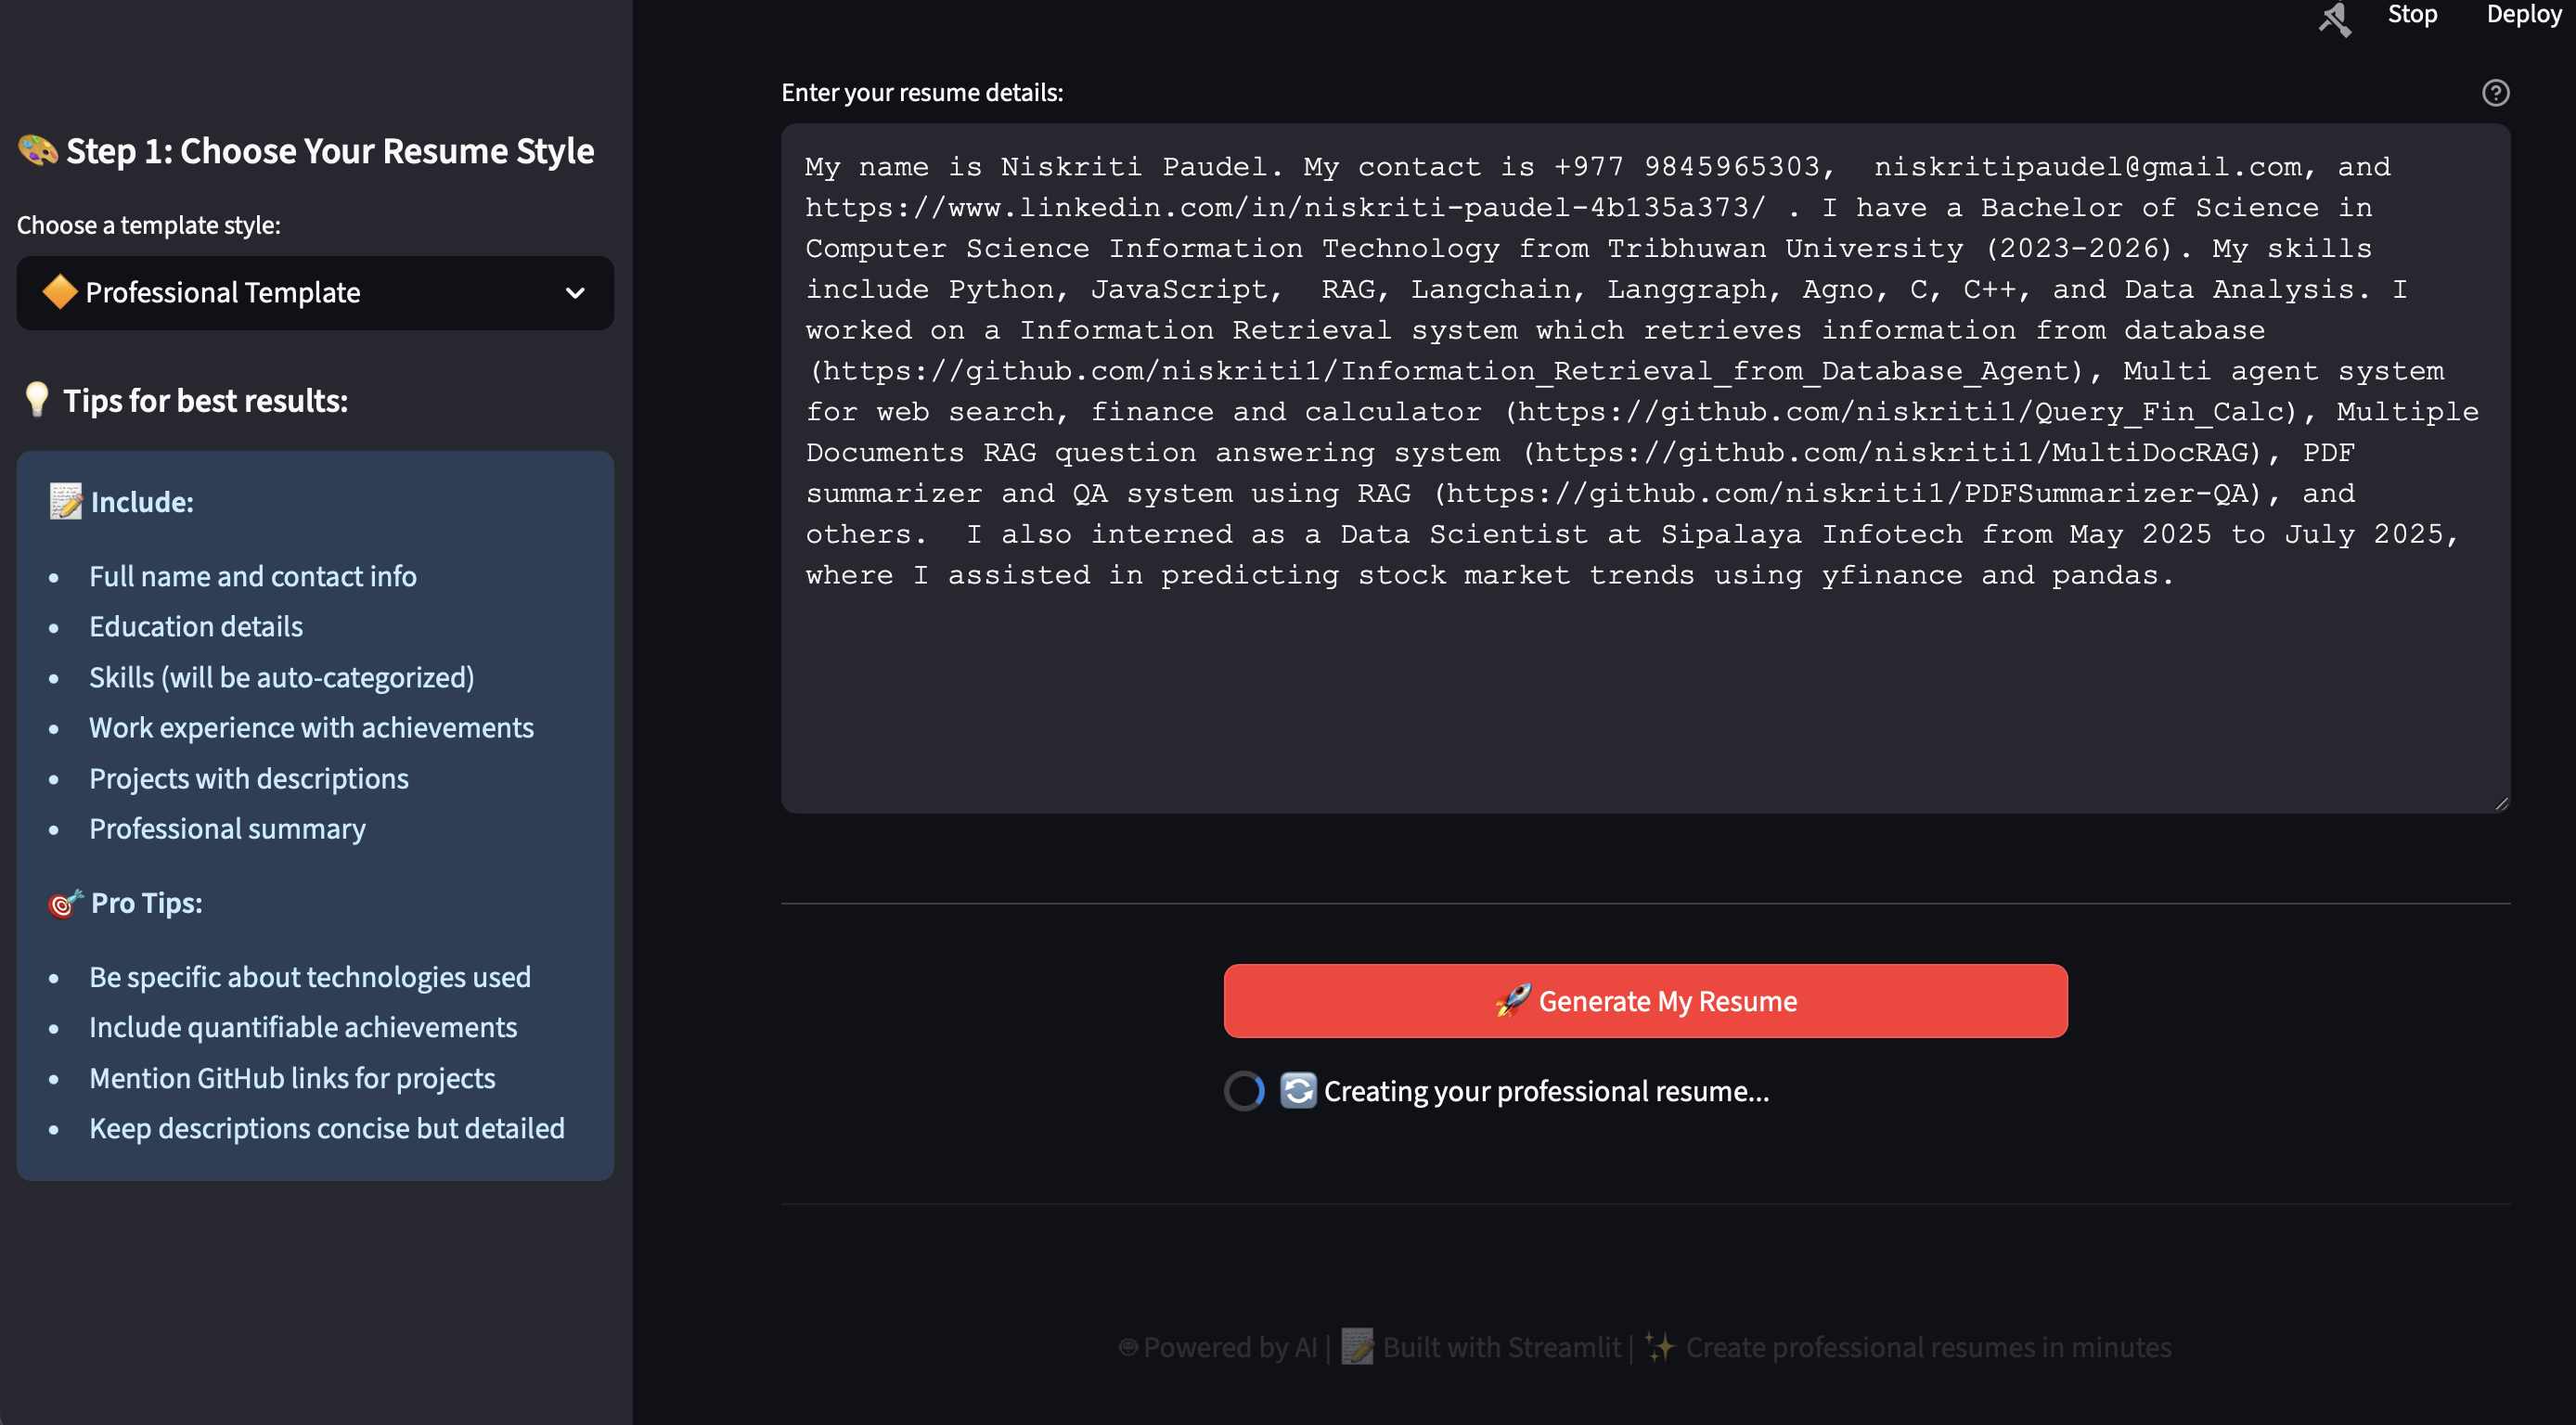 Stop Deploy
Step 1: Choose Your Resume Style
Choose a template style:
Professional Template
Tips for best results:
Include:
• Full name and contact info
• Education details
• Skills (will be auto-categorized)
• Work experience with achievements
• Projects with descriptions
• Professional summary
Pro Tips:
• Be specific about technologies used
• Include quantifiable achievements
• Mention GitHub links for projects
• Keep descriptions concise but detailed
Enter your resume details:
My name is Niskriti Paudel. My contact is +977 9845965303,  niskritipaudel@gmail.com, and
https://www.linkedin.com/in/niskriti-paudel-4b135a373/ . I have a Bachelor of Science in
Computer Science Information Technology from Tribhuwan University (2023-2026). My skills
include Python, JavaScript,  RAG, Langchain, Langgraph, Agno, C, C++, and Data Analysis. I
worked on a Information Retrieval system which retrieves information from database
(https://github.com/niskriti1/Information_Retrieval_from_Database_Agent), Multi agent system
for web search, finance and calculator (https://github.com/niskriti1/Query_Fin_Calc), Multiple
Documents RAG question answering system (https://github.com/niskriti1/MultiDocRAG), PDF
summarizer and QA system using RAG (https://github.com/niskriti1/PDFSummarizer-QA), and
others.  I also interned as a Data Scientist at Sipalaya Infotech from May 2025 to July 2025,
where I assisted in predicting stock market trends using yfinance and pandas.
Generate My Resume
Creating your professional resume...
Powered by AI | Built with Streamlit | Create professional resumes in minutes